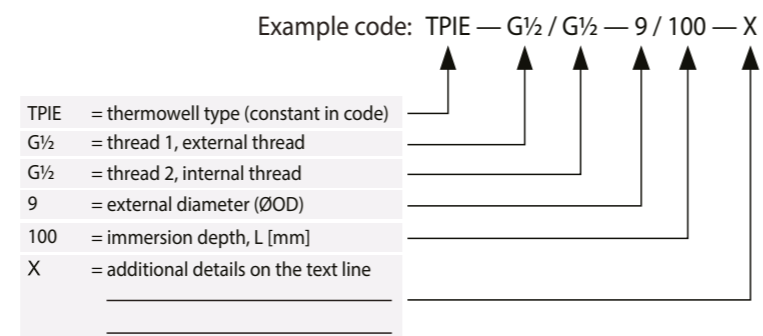 Example code: TPIE — G½ / G½ — 9 / 100 — X
TPIE = thermowell type (constant in code)
G½ = thread 1, external thread
G½ = thread 2, internal thread
9 = external diameter (ØOD)
100 = immersion depth, L [mm]
X = additional details on the text line